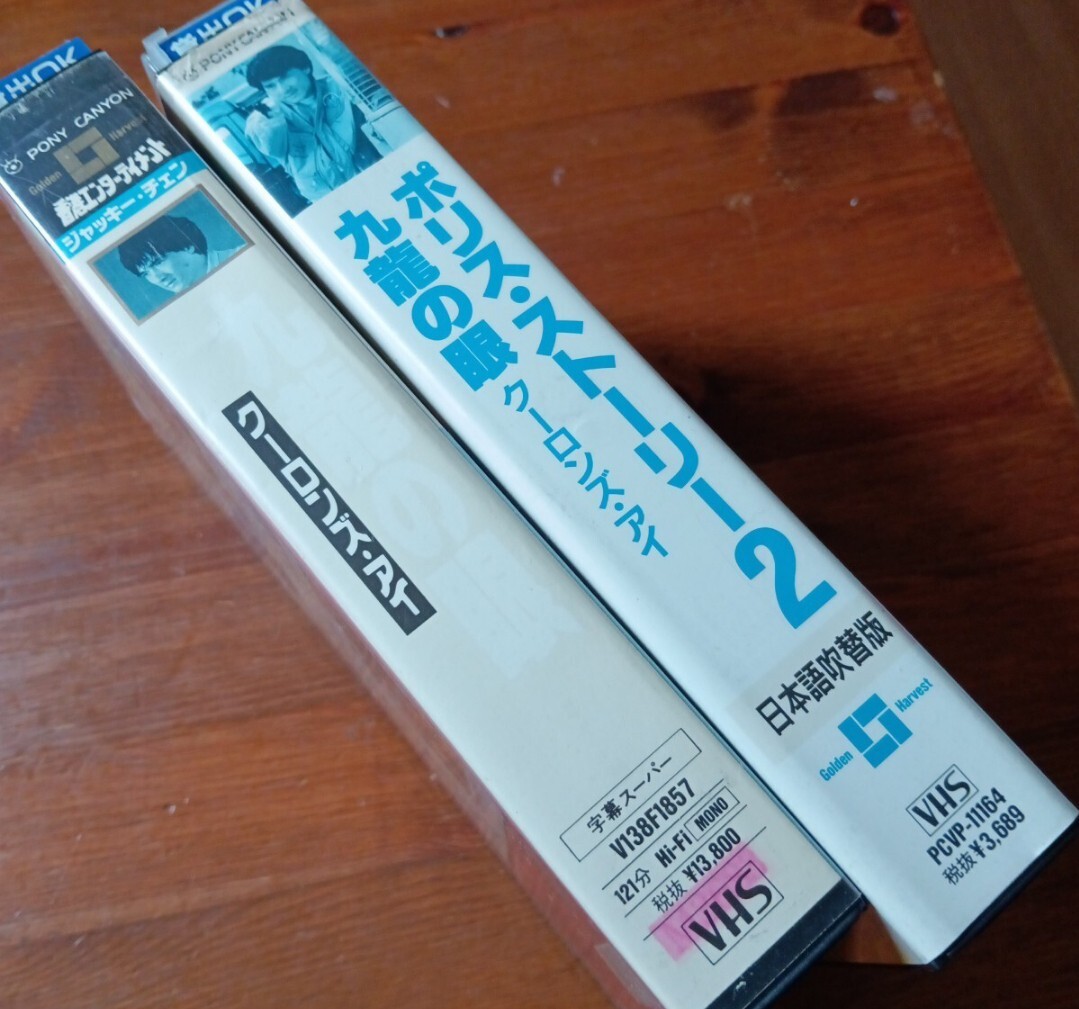 PONY CANYON
Golden Harvest
香港エンターテイメント
ジャッキー・チェン
九龍の眼
クーロンズ・アイ
字幕スーパー
V138F1857
121分 Hi-Fi MONO
税抜¥13,800
VHS
PONY CANYON
ポリス・ストーリー2
九龍の眼
クーロンズ・アイ
日本語吹替版
Golden Harvest
VHS
PCVP-11164
税抜¥3,689